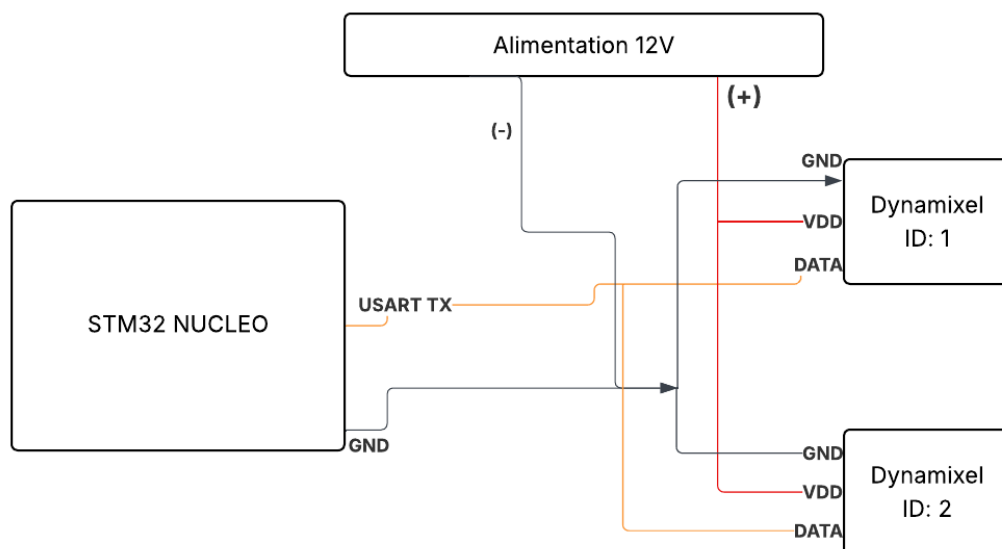 Alimentation 12V
(+)
(-)
GND
Dynamixel
ID: 1
VDD
DATA
USART TX
STM32 NUCLEO
GND
GND
Dynamixel
ID: 2
VDD
DATA